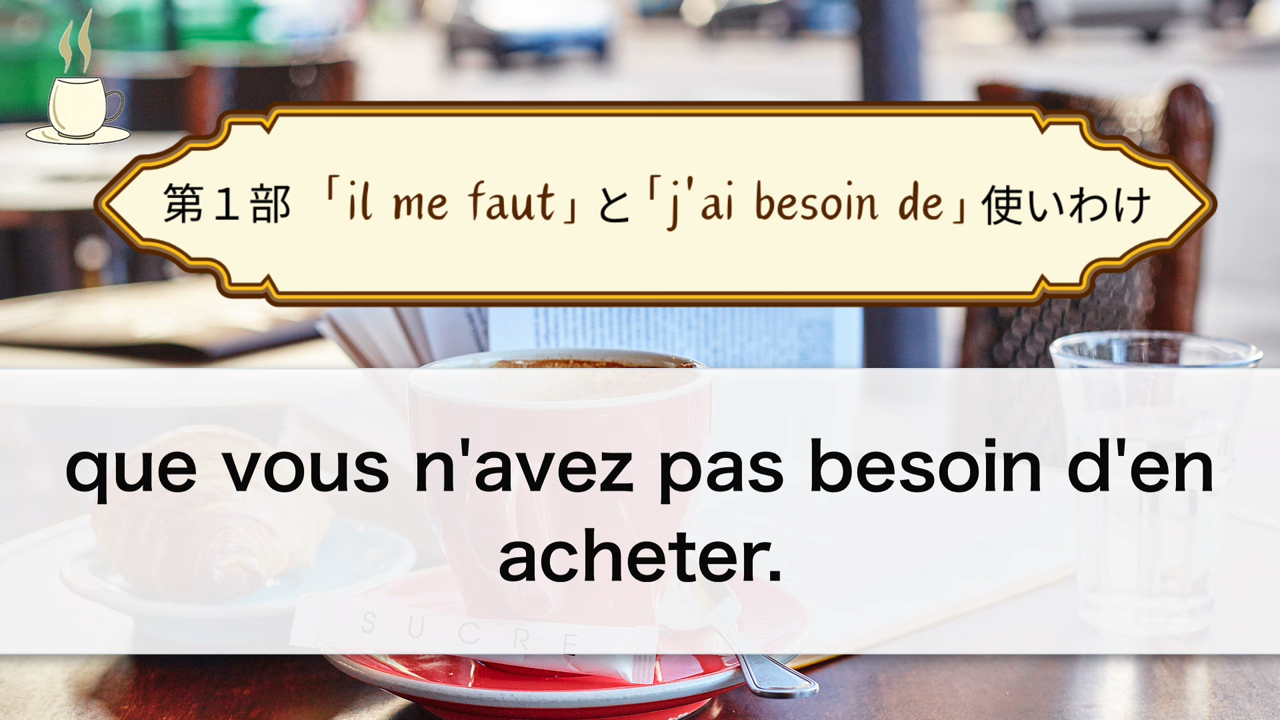 第１部 「il me faut」と「j'ai besoin de」使いわけ
que vous n'avez pas besoin d'en
acheter.
SUCRE